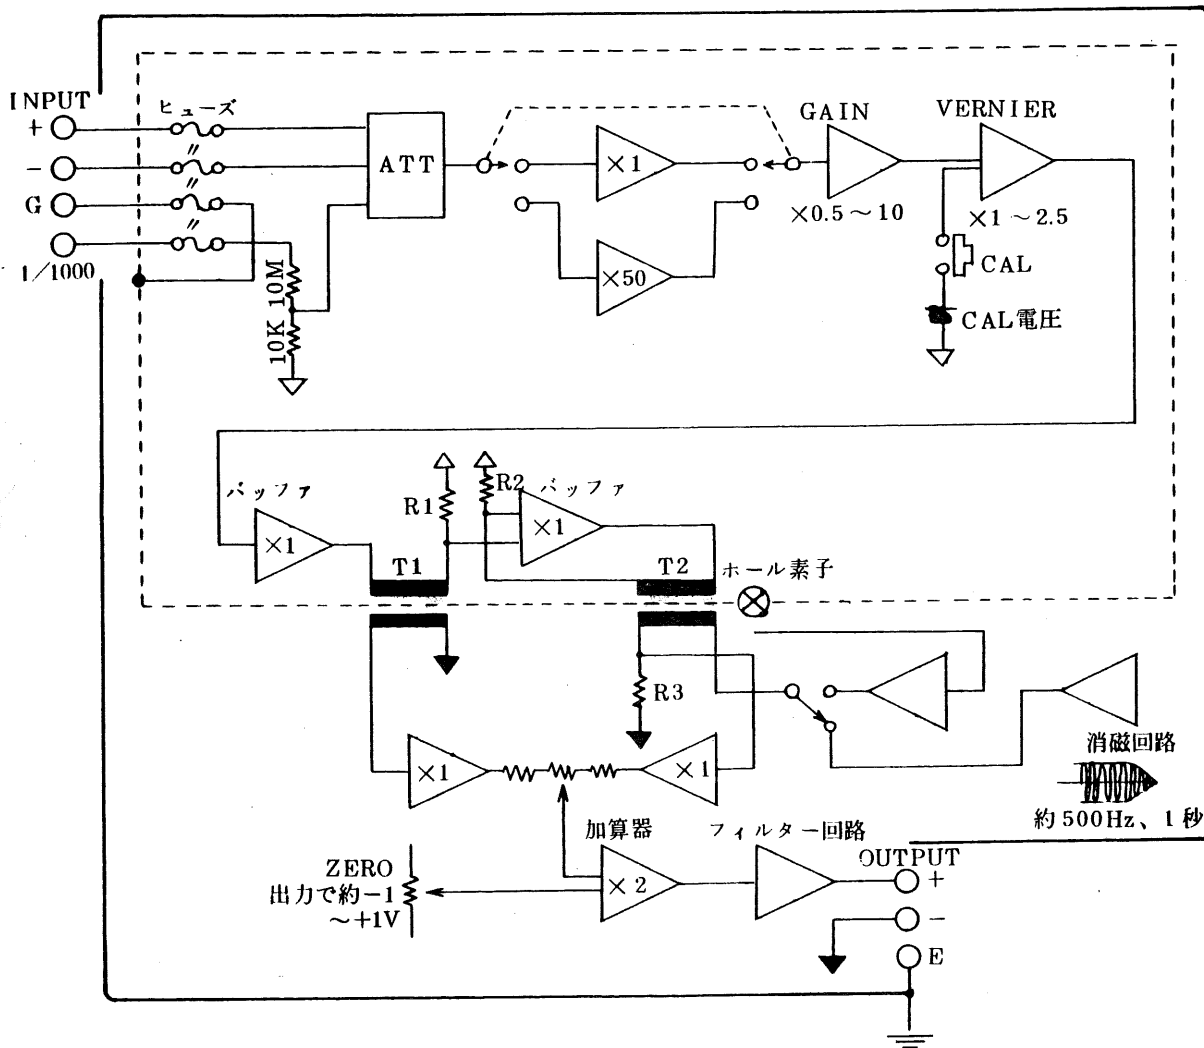 INPUT
+
-
G
1/1000
ヒューズ
〃
〃
〃
10M
10K
ATT
×1
×50
GAIN
×0.5～10
VERNIER
×1～2.5
CAL
CAL電圧
バッファ
×1
R1
R2
バッファ
×1
T1
T2
ホール素子
R3
×1
×1
消磁回路
約500Hz、1秒
加算器
×2
フィルター回路
ZERO
出力で約-1
～+1V
OUTPUT
+
-
E